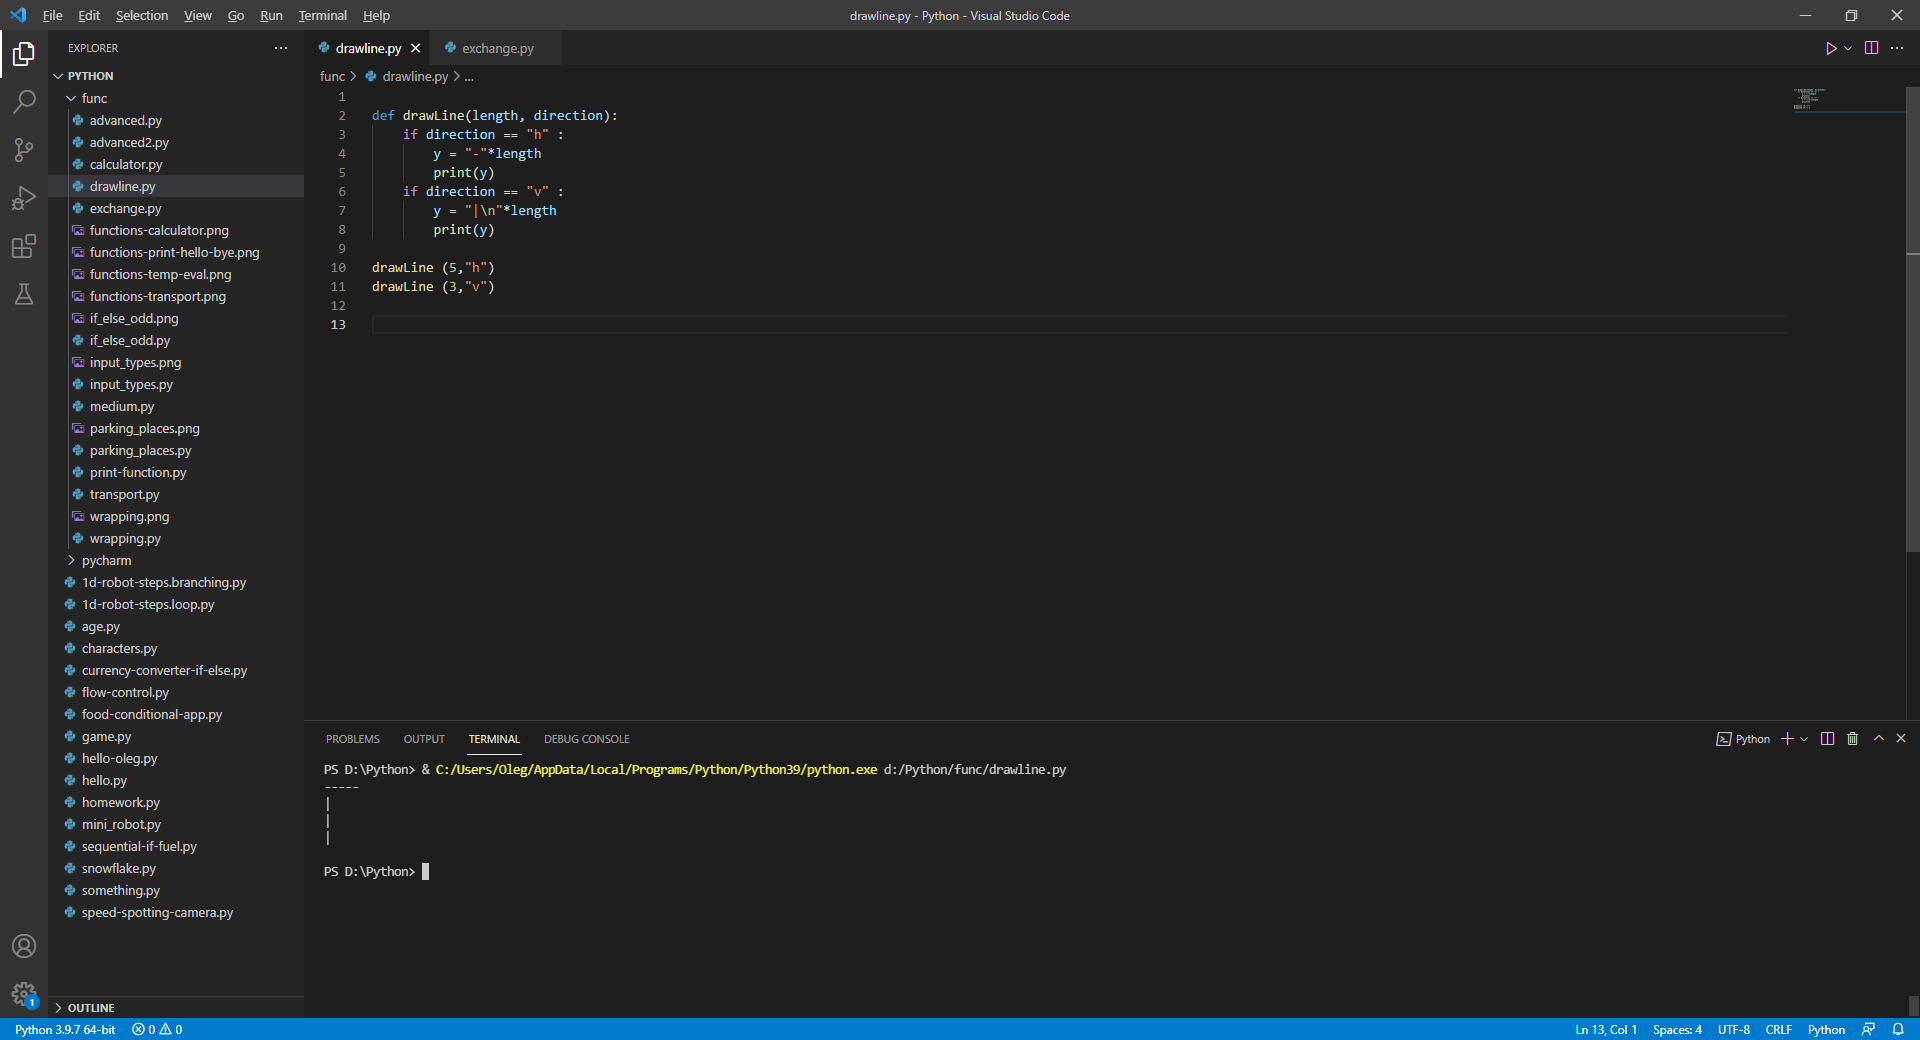 File Edit Selection View Go Run Terminal Help
drawline.py - Python - Visual Studio Code
EXPLORER
PYTHON
func
advanced.py
advanced2.py
calculator.py
drawline.py
exchange.py
functions-calculator.png
functions-print-hello-bye.png
functions-temp-eval.png
functions-transport.png
if_else_odd.png
if_else_odd.py
input_types.png
input_types.py
medium.py
parking_places.png
parking_places.py
print-function.py
transport.py
wrapping.png
wrapping.py
pycharm
1d-robot-steps.branching.py
1d-robot-steps.loop.py
age.py
characters.py
currency-converter-if-else.py
flow-control.py
food-conditional-app.py
game.py
hello-oleg.py
hello.py
homework.py
mini_robot.py
sequential-if-fuel.py
snowflake.py
something.py
speed-spotting-camera.py
OUTLINE
drawline.py exchange.py
func > drawline.py > ...
1
2 def drawLine(length, direction):
3     if direction == "h" :
4         y = "-"*length
5         print(y)
6     if direction == "v" :
7         y = "|\n"*length
8         print(y)
9
10 drawLine (5,"h")
11 drawLine (3,"v")
12
13
PROBLEMS OUTPUT TERMINAL DEBUG CONSOLE
Python
PS D:\Python> & C:/Users/Oleg/AppData/Local/Programs/Python/Python39/python.exe d:/Python/func/drawline.py
-----
|
|
|
PS D:\Python>
1
Python 3.9.7 64-bit 0 0
Ln 13, Col 1 Spaces: 4 UTF-8 CRLF Python